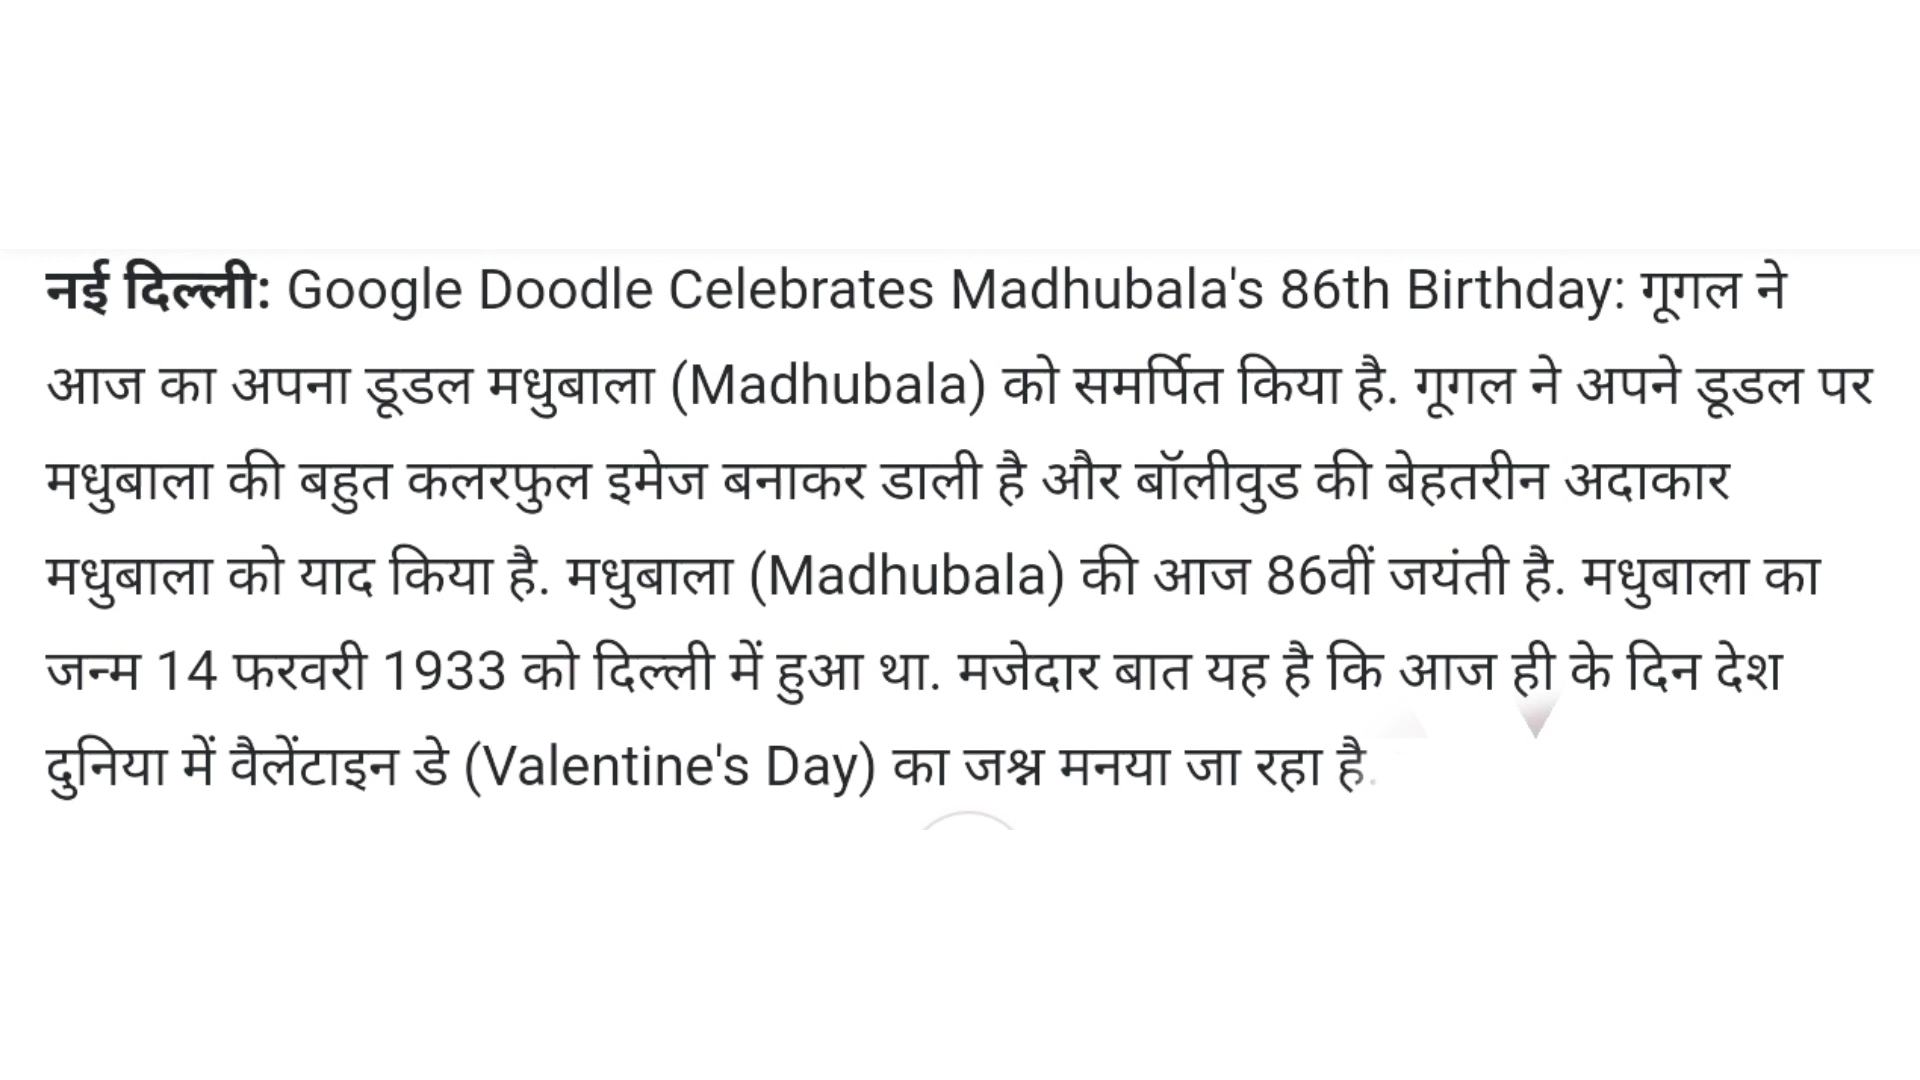 नई दिल्ली: Google Doodle Celebrates Madhubala's 86th Birthday: गूगल ने
आज का अपना डूडल मधुबाला (Madhubala) को समर्पित किया है. गूगल ने अपने डूडल पर
मधुबाला की बहुत कलरफुल इमेज बनाकर डाली है और बॉलीवुड की बेहतरीन अदाकार
मधुबाला को याद किया है. मधुबाला (Madhubala) की आज 86वीं जयंती है. मधुबाला का
जन्म 14 फरवरी 1933 को दिल्ली में हुआ था. मजेदार बात यह है कि आज ही के दिन देश
दुनिया में वैलेंटाइन डे (Valentine's Day) का जश्न मनया जा रहा है.